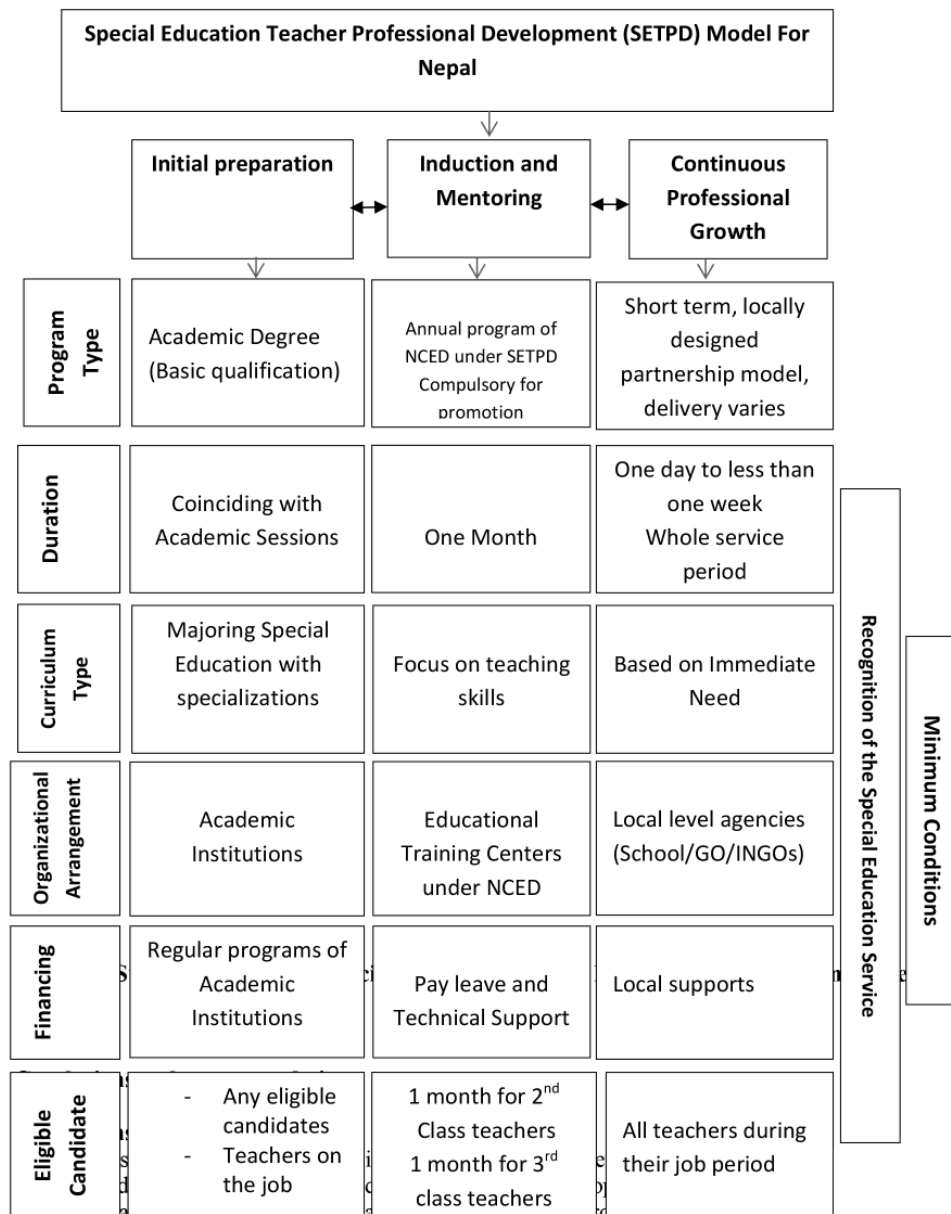 Special Education Teacher Professional Development (SETPD) Model For
Nepal
Initial preparation
Induction and
Mentoring
Continuous
Professional
Growth
Program
Type
Academic Degree
(Basic qualification)
Annual program of
NCED under SETPD
Compulsory for
promotion
Short term, locally
designed
partnership model,
delivery varies
Duration
Coinciding with
Academic Sessions
One Month
One day to less than
one week
Whole service
period
Curriculum
Type
Majoring Special
Education with
specializations
Focus on teaching
skills
Based on Immediate
Need
Organizational
Arrangement
Academic
Institutions
Educational
Training Centers
under NCED
Local level agencies
(School/GO/INGOs)
Financing
Regular programs of
Academic
Institutions
Pay leave and
Technical Support
Local supports
Eligible
Candidate
- Any eligible
candidates
- Teachers on
the job
1 month for 2nd
Class teachers
1 month for 3rd
class teachers
All teachers during
their job period
Recognition of the Special Education Service
Minimum Conditions